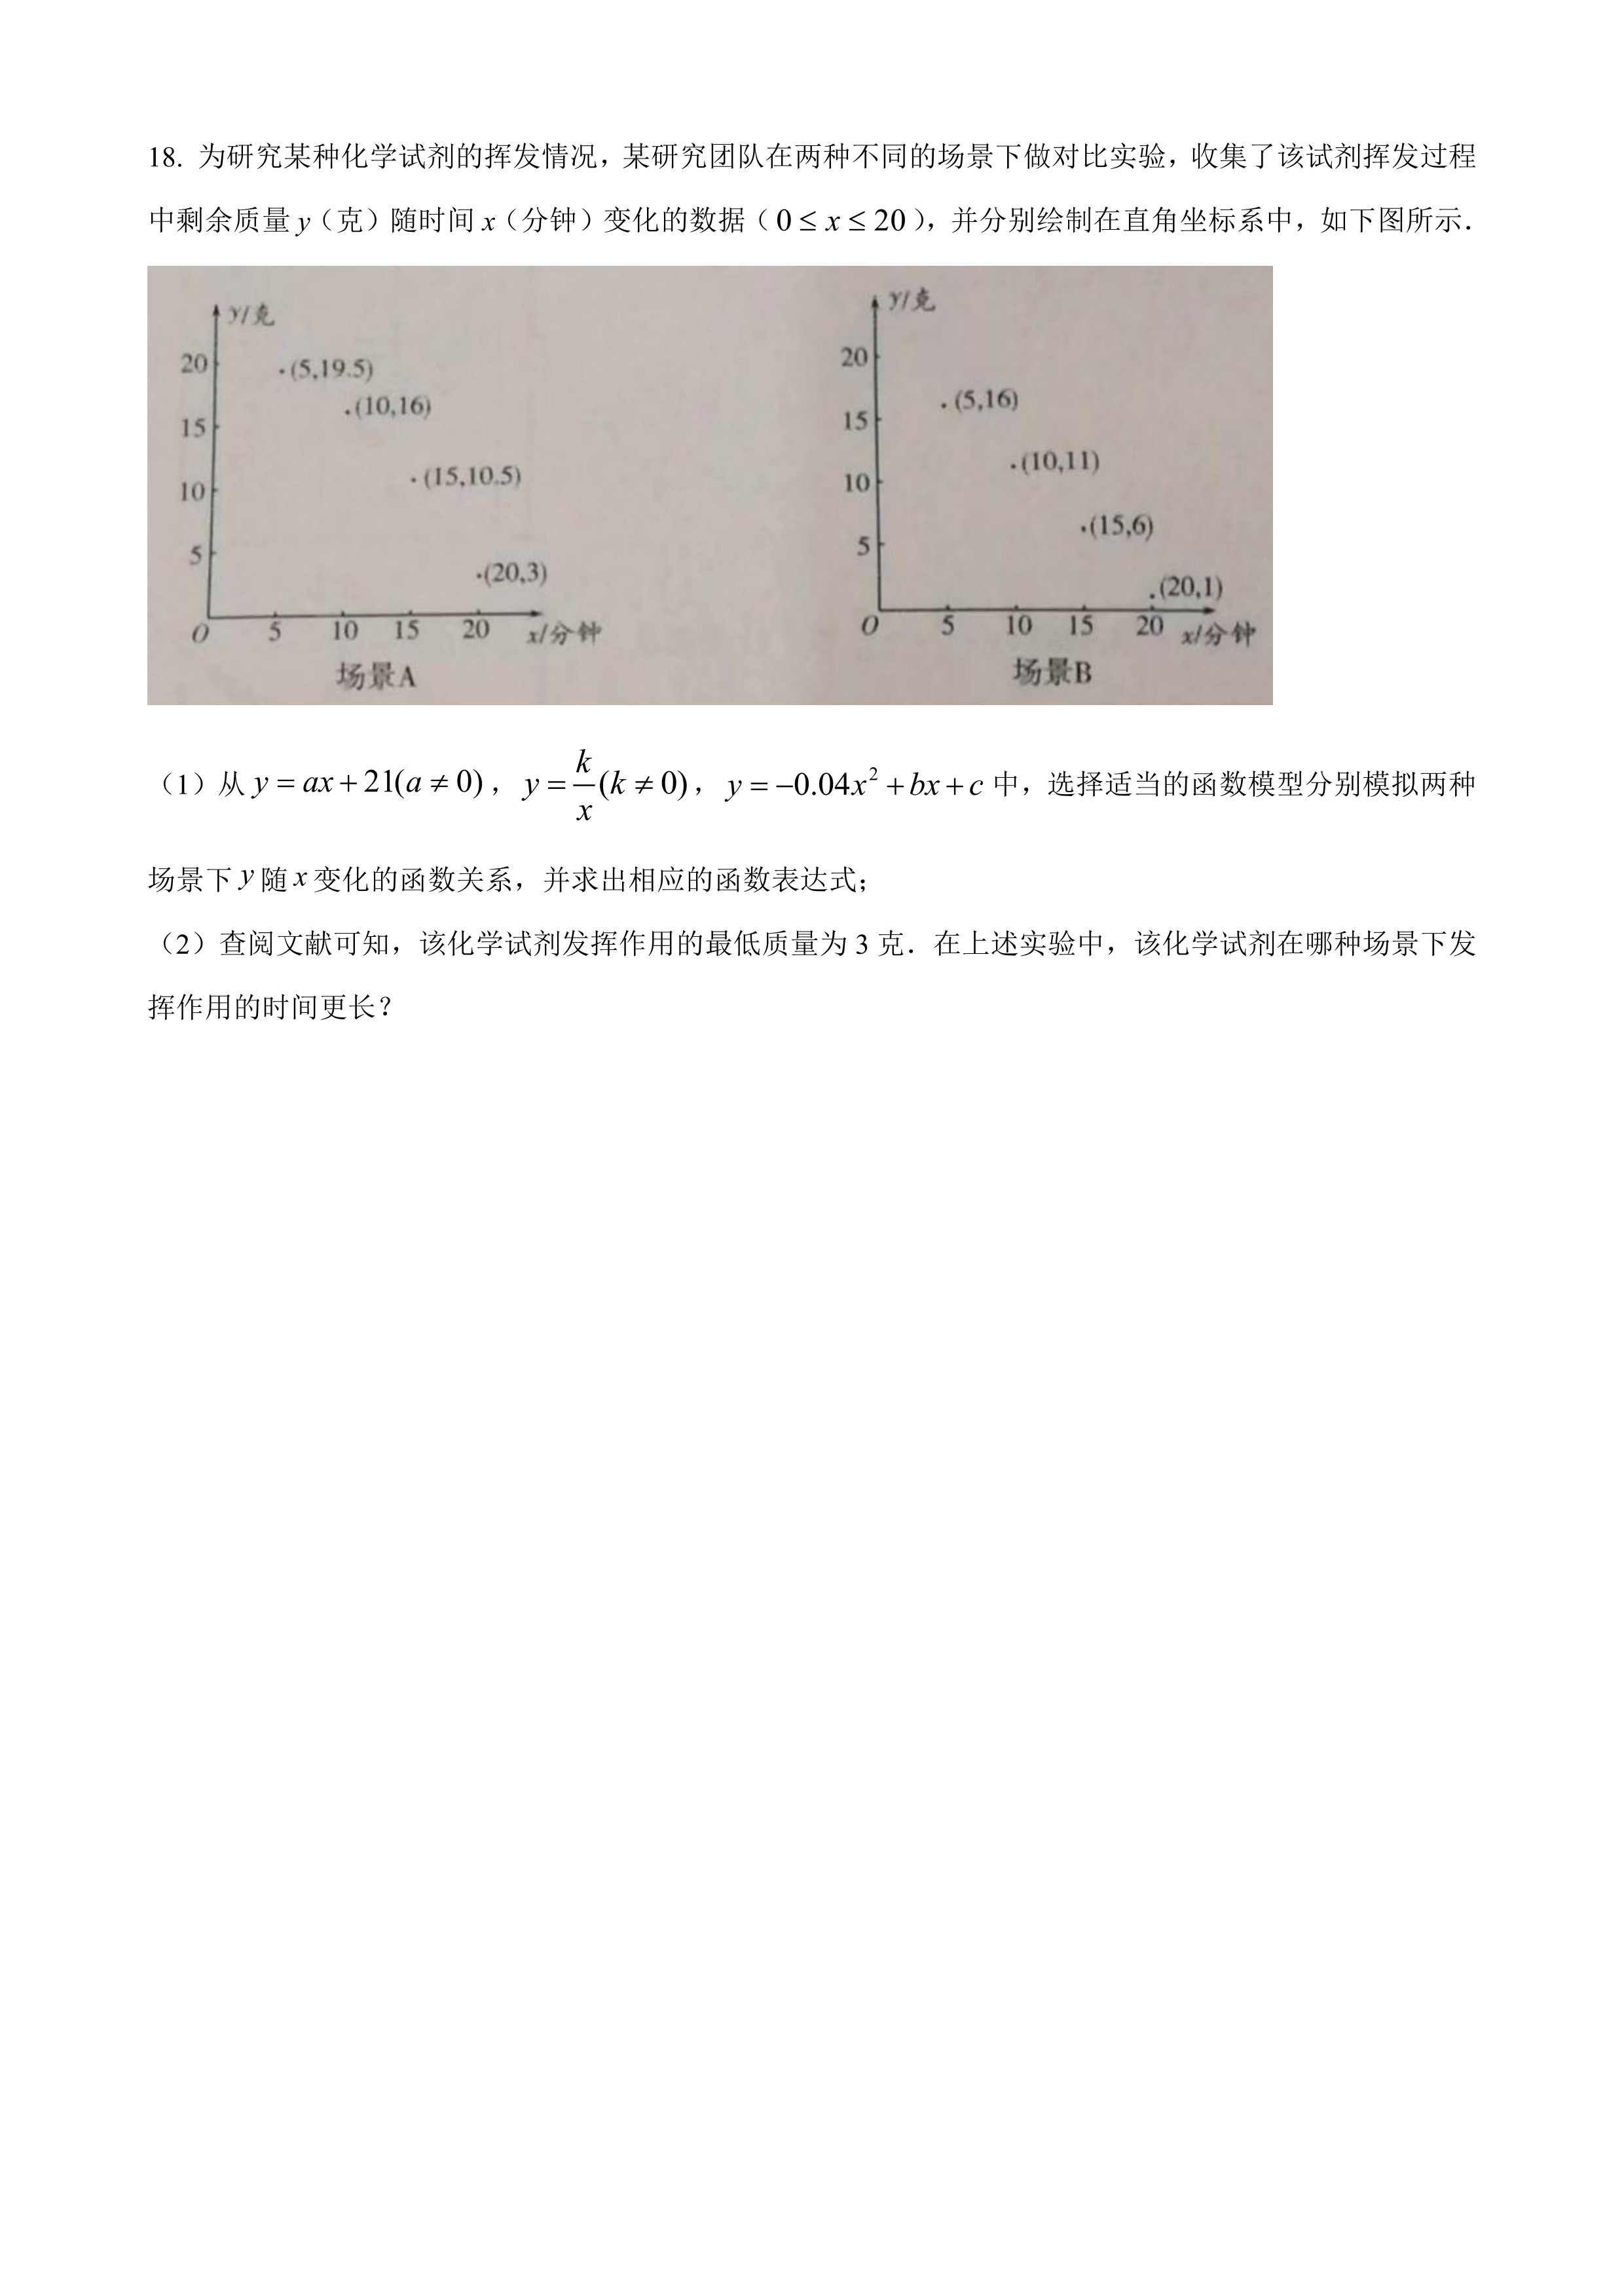 18. 为研究某种化学试剂的挥发情况，某研究团队在两种不同的场景下做对比实验，收集了该试剂挥发过程
中剩余质量 y（克）随时间 x（分钟）变化的数据（0 ≤ x ≤ 20），并分别绘制在直角坐标系中，如下图所示．
y/克
20
15
10
5
O
5
10
15
20
x/分钟
(5,19.5)
(10,16)
(15,10.5)
(20,3)
场景A
y/克
20
15
10
5
O
5
10
15
20
x/分钟
(5,16)
(10,11)
(15,6)
(20,1)
场景B
（1）从 y = ax + 21(a ≠ 0)，y = k/x (k ≠ 0)，y = −0.04x² + bx + c 中，选择适当的函数模型分别模拟两种
场景下 y 随 x 变化的函数关系，并求出相应的函数表达式；
（2）查阅文献可知，该化学试剂发挥作用的最低质量为 3 克．在上述实验中，该化学试剂在哪种场景下发
挥作用的时间更长？